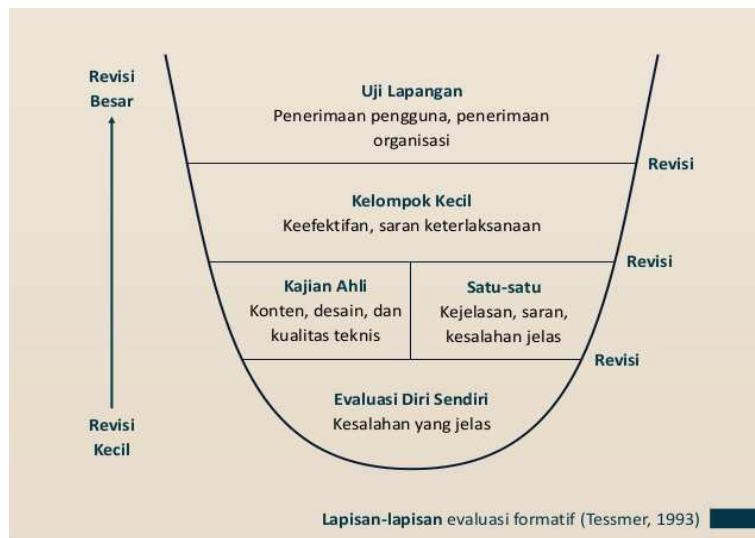 Revisi
Besar
Uji Lapangan
Penerimaan pengguna, penerimaan
organisasi
Revisi
Kelompok Kecil
Keefektifan, saran keterlaksanaan
Revisi
Kajian Ahli
Konten, desain, dan
kualitas teknis
Satu-satu
Kejelasan, saran,
kesalahan jelas
Revisi
Evaluasi Diri Sendiri
Kesalahan yang jelas
Revisi
Kecil
Lapisan-lapisan evaluasi formatif (Tessmer, 1993)